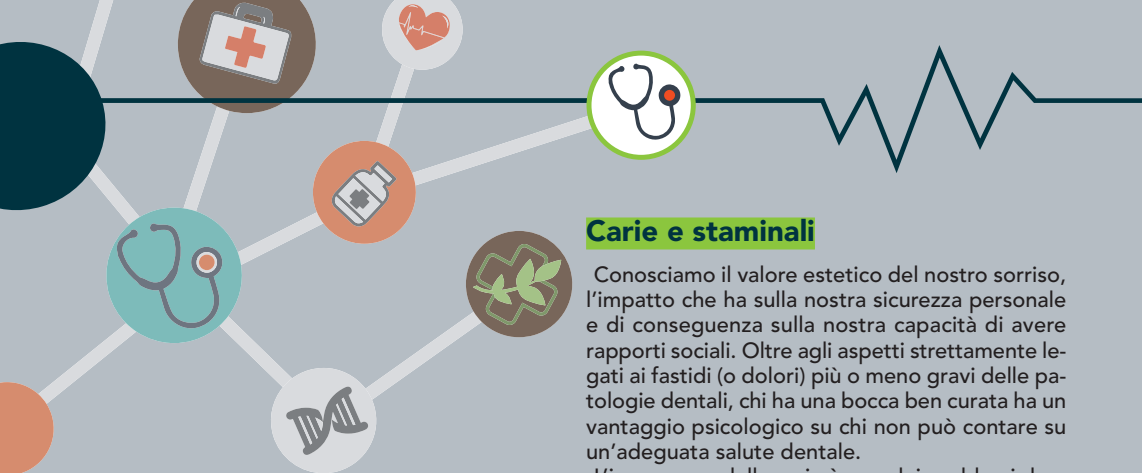 Carie e staminali
Conosciamo il valore estetico del nostro sorriso,
l'impatto che ha sulla nostra sicurezza personale
e di conseguenza sulla nostra capacità di avere
rapporti sociali. Oltre agli aspetti strettamente le-
gati ai fastidi (o dolori) più o meno gravi delle pa-
tologie dentali, chi ha una bocca ben curata ha un
vantaggio psicologico su chi non può contare su
un'adeguata salute dentale.